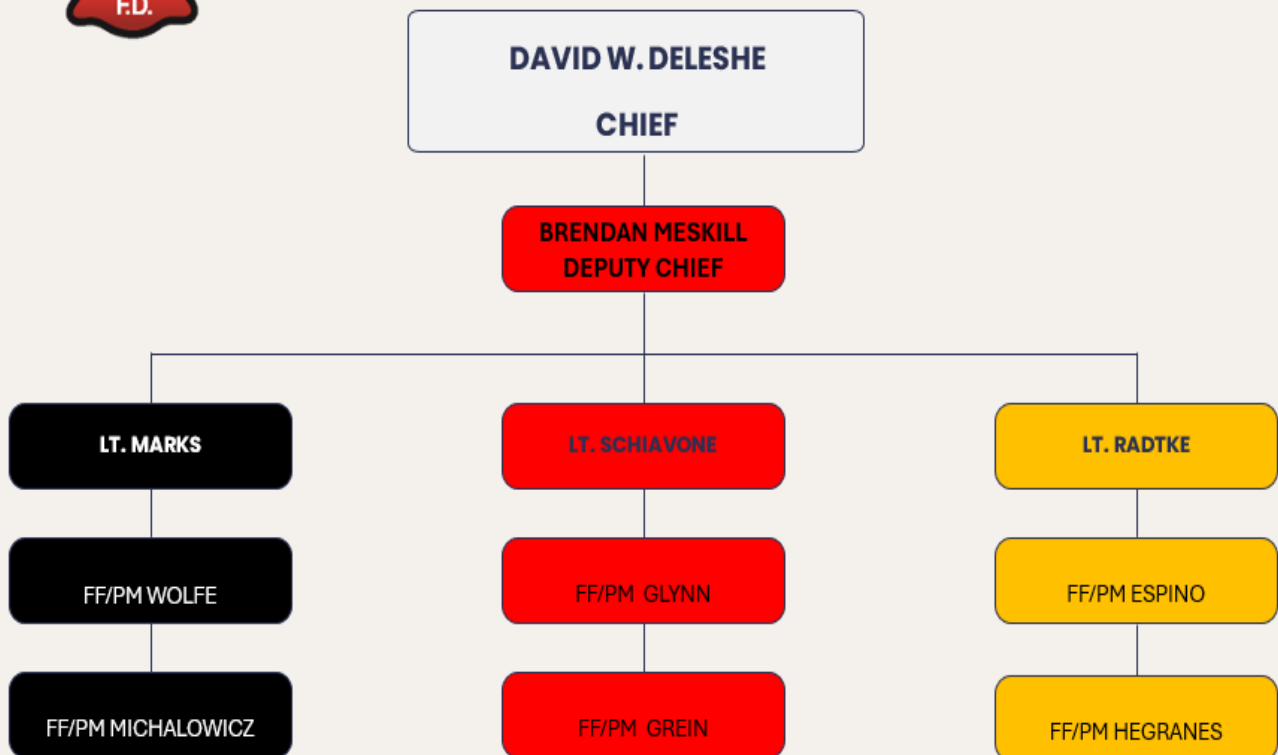 F.D.
DAVID W. DELESHE
CHIEF
BRENDAN MESKILL
DEPUTY CHIEF
LT. MARKS
LT. SCHIAVONE
LT. RADTKE
FF/PM WOLFE
FF/PM GLYNN
FF/PM ESPINO
FF/PM MICHALOWICZ
FF/PM GREIN
FF/PM HEGRANES